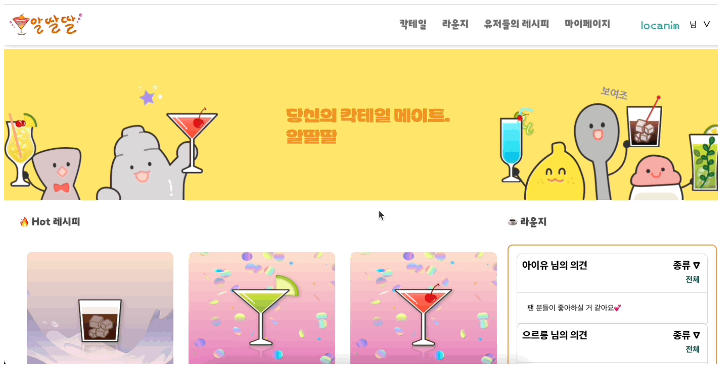 알딸딸
칵테일 라운지 유저들의 레시피 마이페이지 locanim 님 ∨
당신의 칵테일 메이트.
알딸딸
보여조
Hot 레시피
라운지
아이유 님의 의견 종류 ∇
전체
팬 분들이 좋아하실 거 같아요💕
으르릉 님의 의견 종류 ∇
전체